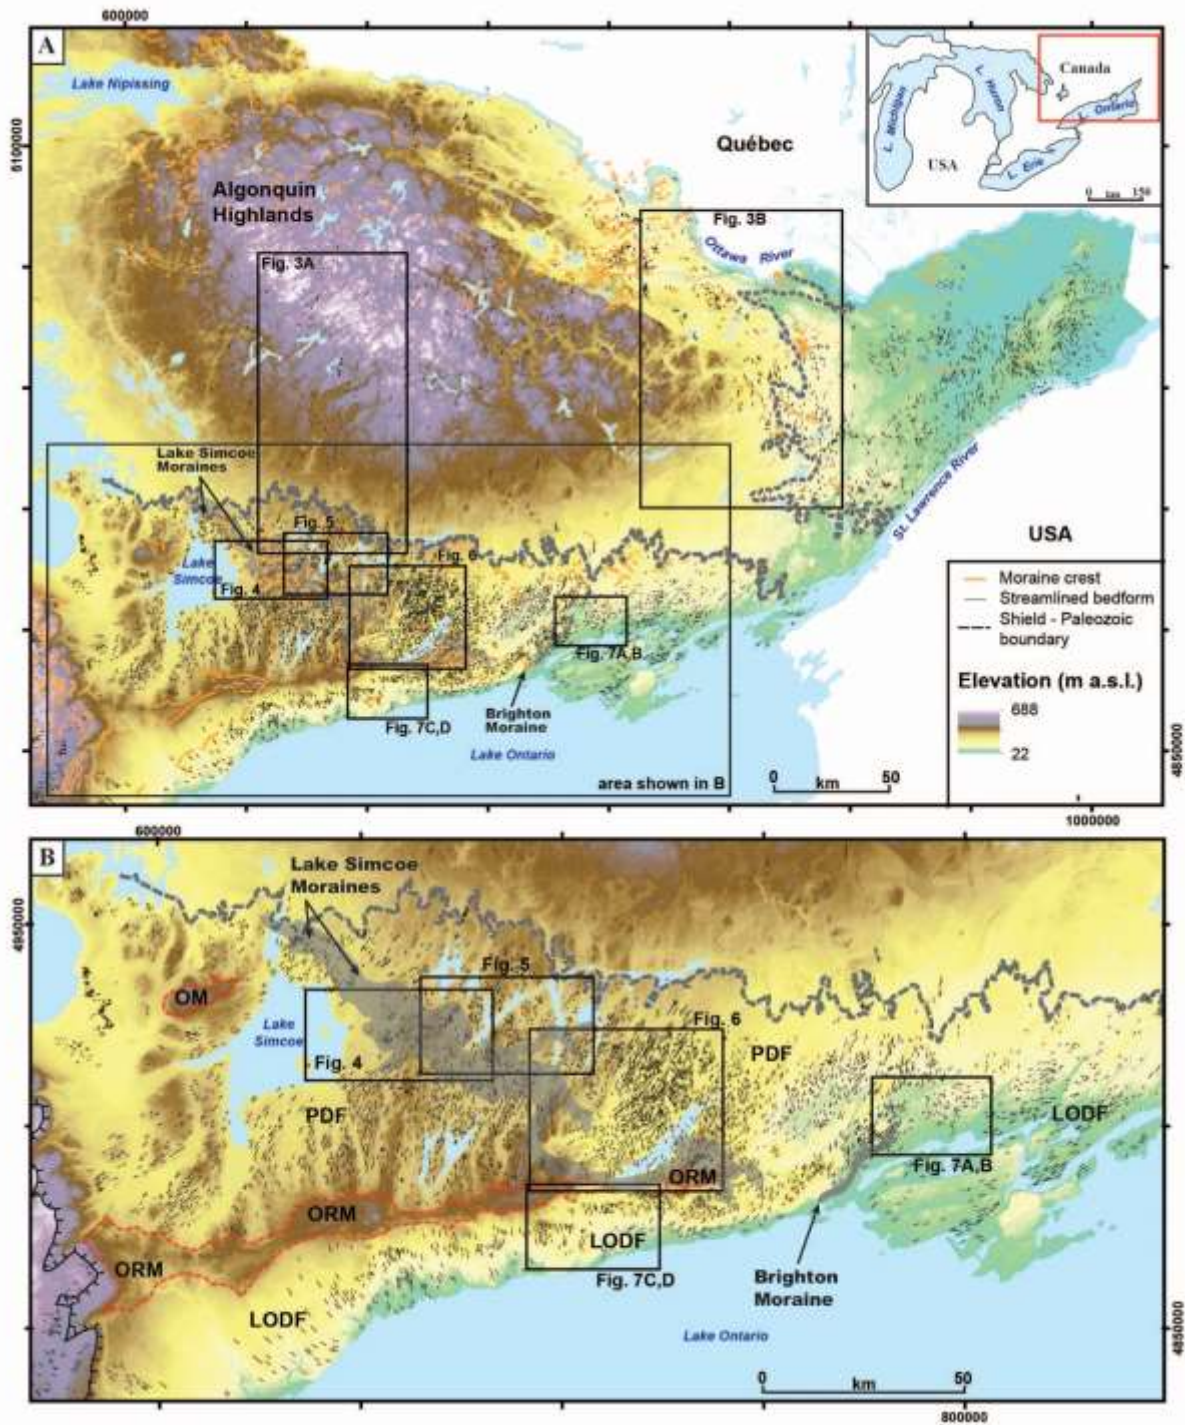 600000
A
Lake Nipissing
5100000
Algonquin
Highlands
Québec
Canada
L. Michigan
L. Huron
L. Ontario
USA
L. Erie
0 km 150
Fig. 3A
Fig. 3B
Ottawa River
Lake Simcoe
Moraines
Fig. 5
Fig. 6
Lake
Simcoe
Fig. 4
St. Lawrence River
USA
Moraine crest
Streamlined bedform
Shield - Paleozoic
boundary
Elevation (m a.s.l.)
688
22
Fig. 7A,B
Fig. 7C,D
Brighton
Moraine
Lake Ontario
area shown in B
0 50
km
4850000
1000000
600000
B
Lake Simcoe
Moraines
4950000
OM
Fig. 5
Lake
Simcoe
Fig. 4
Fig. 6
PDF
PDF
LODF
Fig. 7A,B
ORM
ORM
ORM
LODF
Fig. 7C,D
Brighton
Moraine
LODF
Lake Ontario
0 50
km
4850000
800000